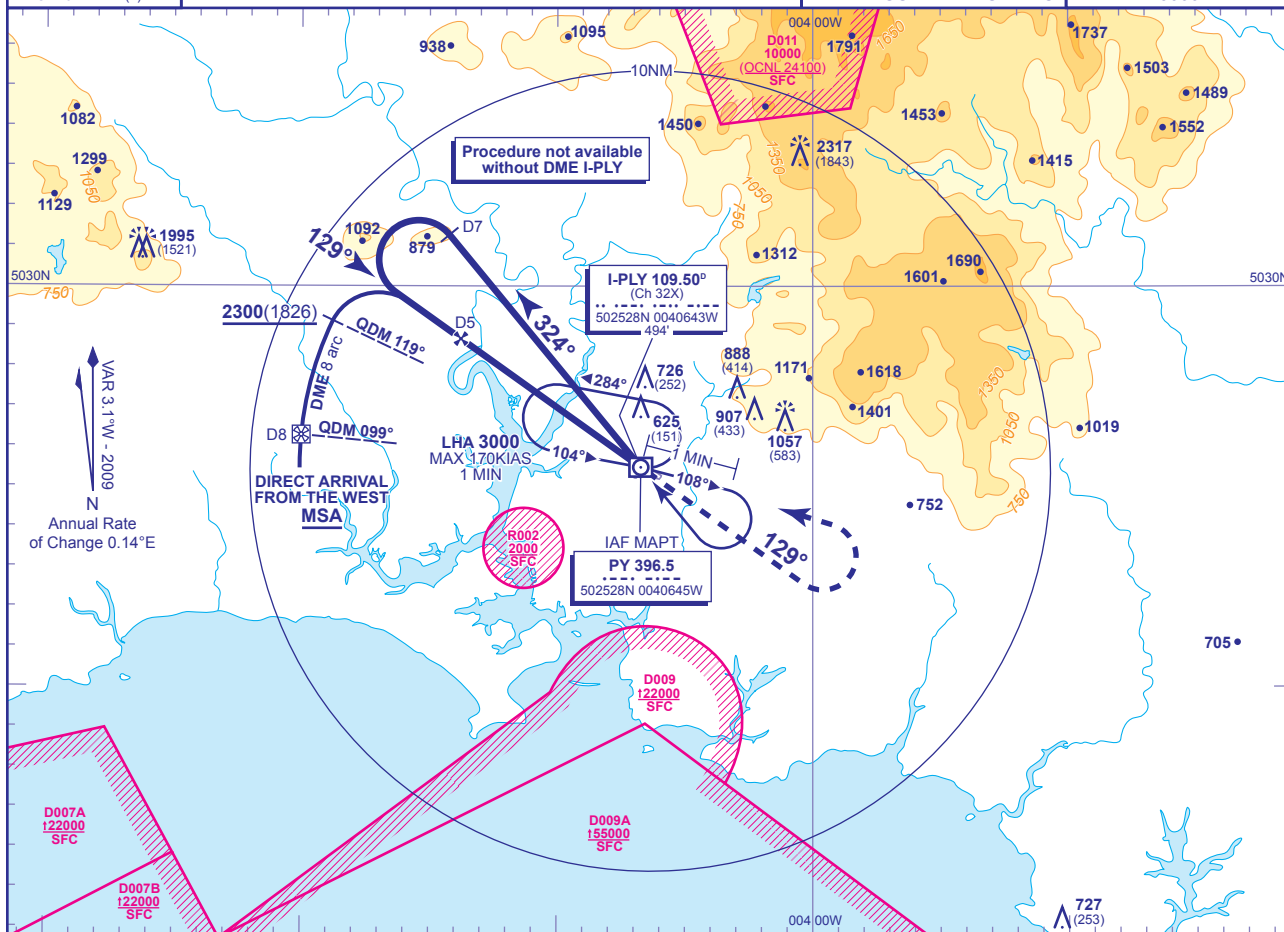 004 00W
1095
938
1791
1650
1737
D011
10000
(OCNL 24100)
SFC
1503
10NM
1489
1082
1450
1453
1552
Procedure not available
without DME I-PLY
2317
(1843)
1350
1415
1299
1050
1129
1050
750
1995
(1521)
1092
879
D7
129°
1312
1690
1601
5030N
5030N
750
I-PLY 109.50D
(Ch 32X)
502528N 0040643W
494'
2300(1826)
QDM 119°
D5
324°
DME 8 arc
VAR 3.1°W - 2009
N
Annual Rate
of Change 0.14°E
284°
726
(252)
888
(414)
1171
1618
1350
625
(151)
907
(433)
1057
(583)
1401
1050
1019
D8
QDM 099°
LHA 3000
MAX 170KIAS
1 MIN
104°
1 MIN
108°
DIRECT ARRIVAL
FROM THE WEST
MSA
752
750
R002
2000
SFC
129°
IAF MAPT
PY 396.5
502528N 0040645W
705
D009
†22000
SFC
D007A
†22000
SFC
D009A
†55000
SFC
D007B
†22000
SFC
004 00W
727
(253)